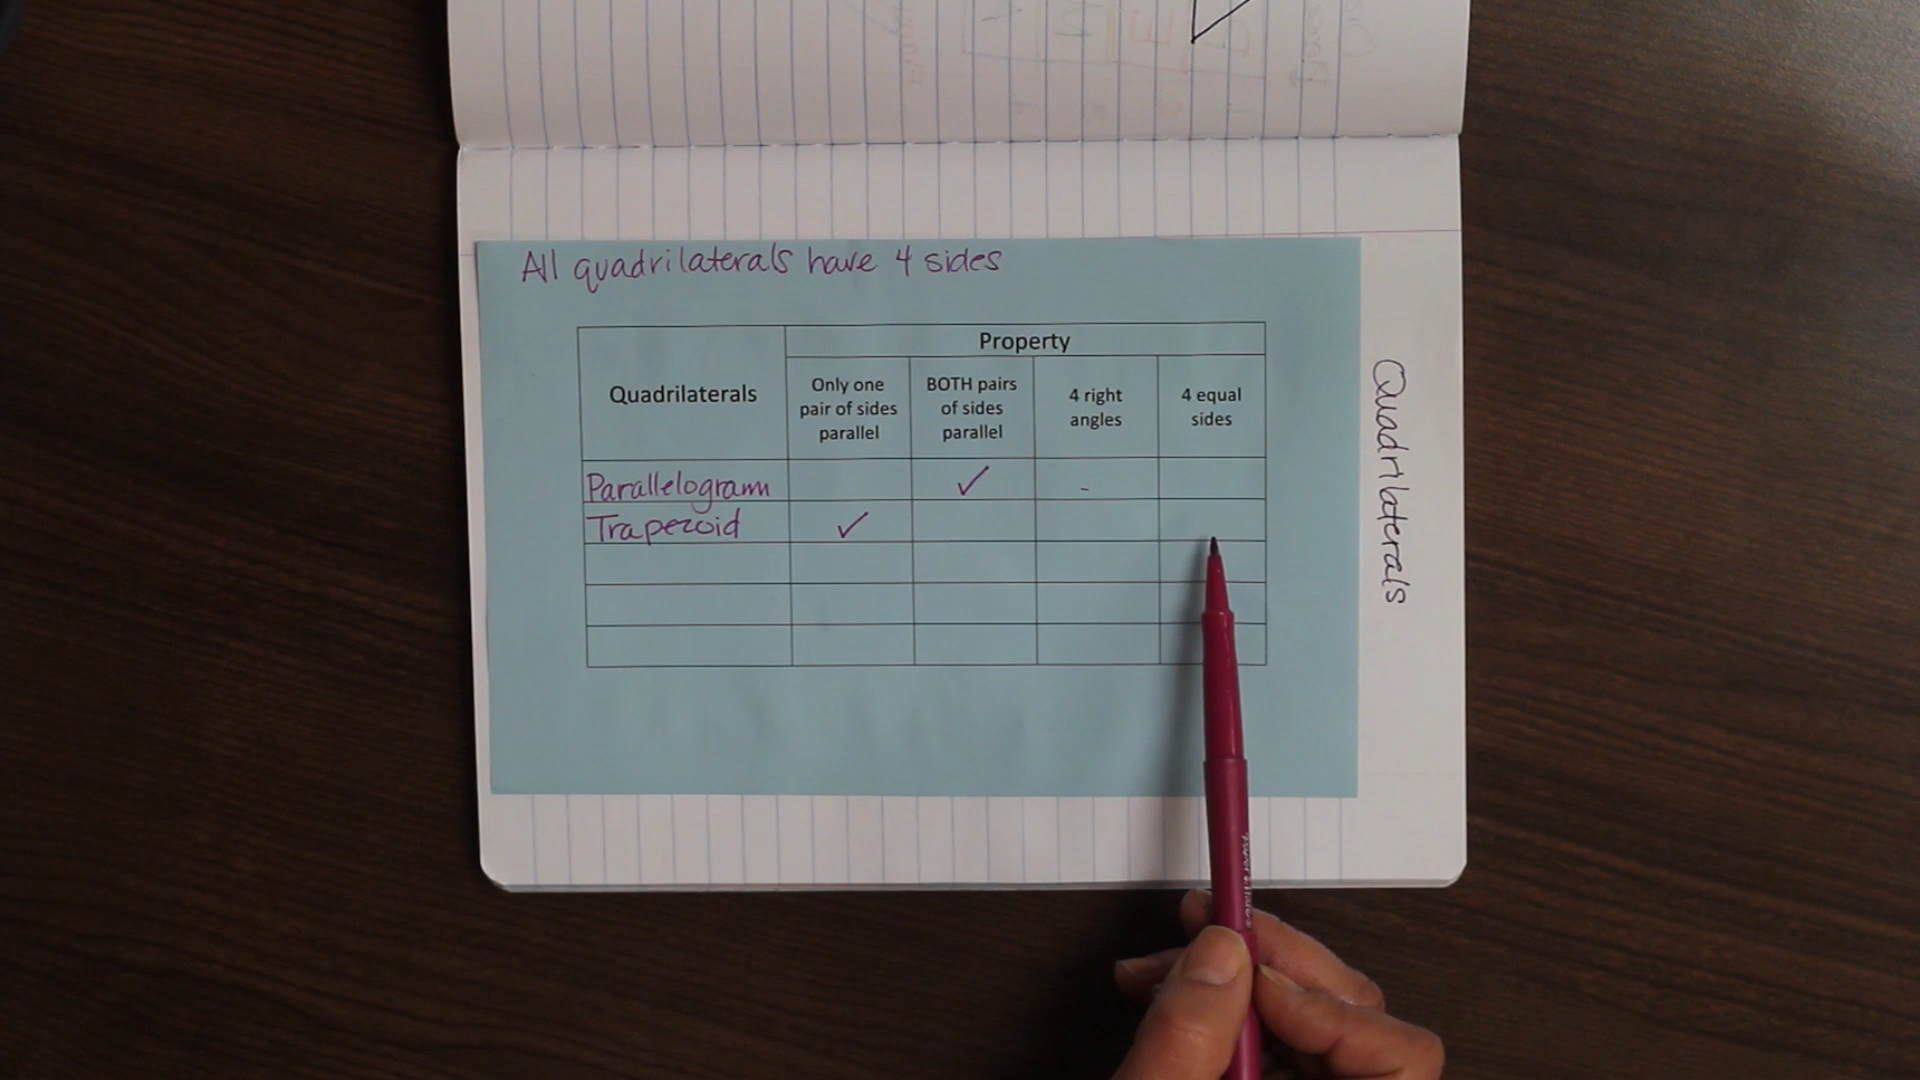 All quadrilaterals have 4 sides
Property
Quadrilaterals
Only one
pair of sides
parallel
BOTH pairs
of sides
parallel
4 right
angles
4 equal
sides
Parallelogram ✓ -
Trapezoid ✓
Quadrilaterals